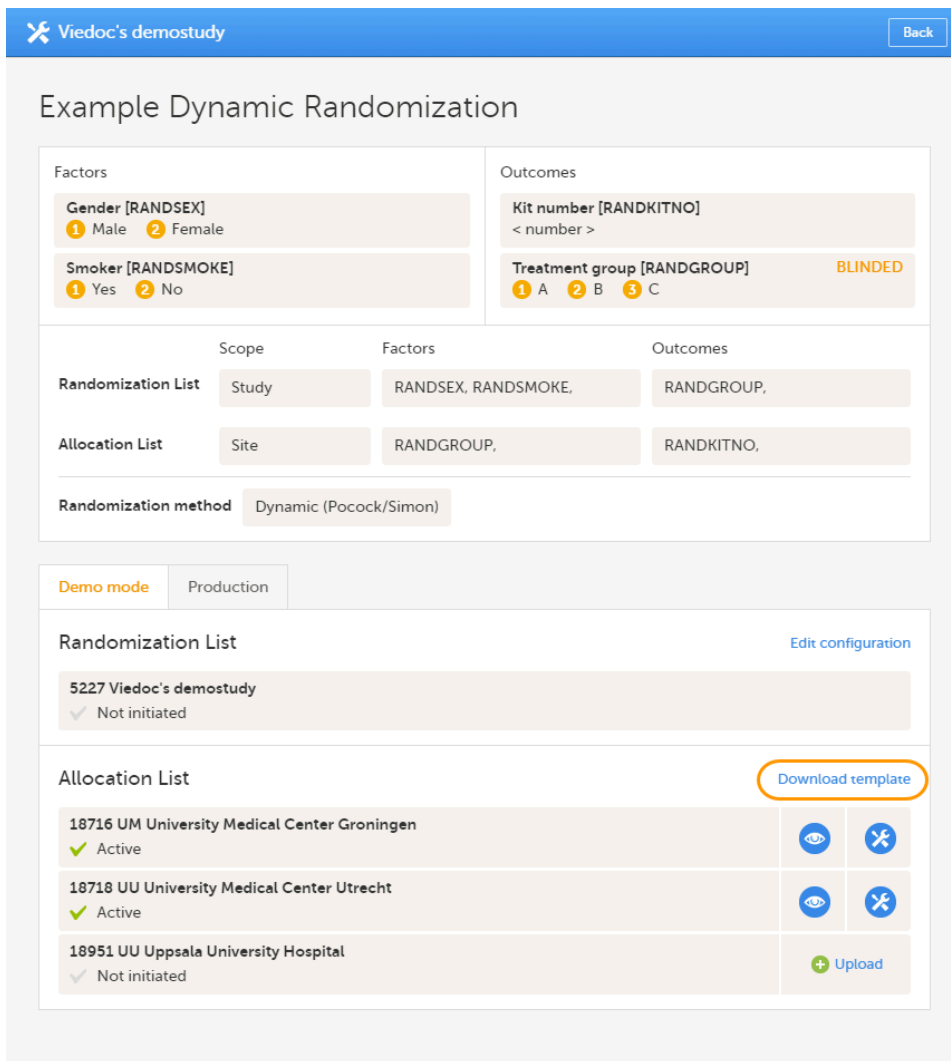 Viedoc's demostudy
Back
Example Dynamic Randomization
Factors
Gender [RANDSEX]
1 Male 2 Female
Smoker [RANDSMOKE]
1 Yes 2 No
Outcomes
Kit number [RANDKITNO]
< number >
Treatment group [RANDGROUP] BLINDED
1 A 2 B 3 C
Scope Factors Outcomes
Randomization List Study RANDSEX, RANDSMOKE, RANDGROUP,
Allocation List Site RANDGROUP, RANDKITNO,
Randomization method Dynamic (Pocock/Simon)
Demo mode Production
Randomization List Edit configuration
5227 Viedoc's demostudy
Not initiated
Allocation List Download template
18716 UM University Medical Center Groningen
Active
18718 UU University Medical Center Utrecht
Active
18951 UU Uppsala University Hospital
Not initiated
Upload